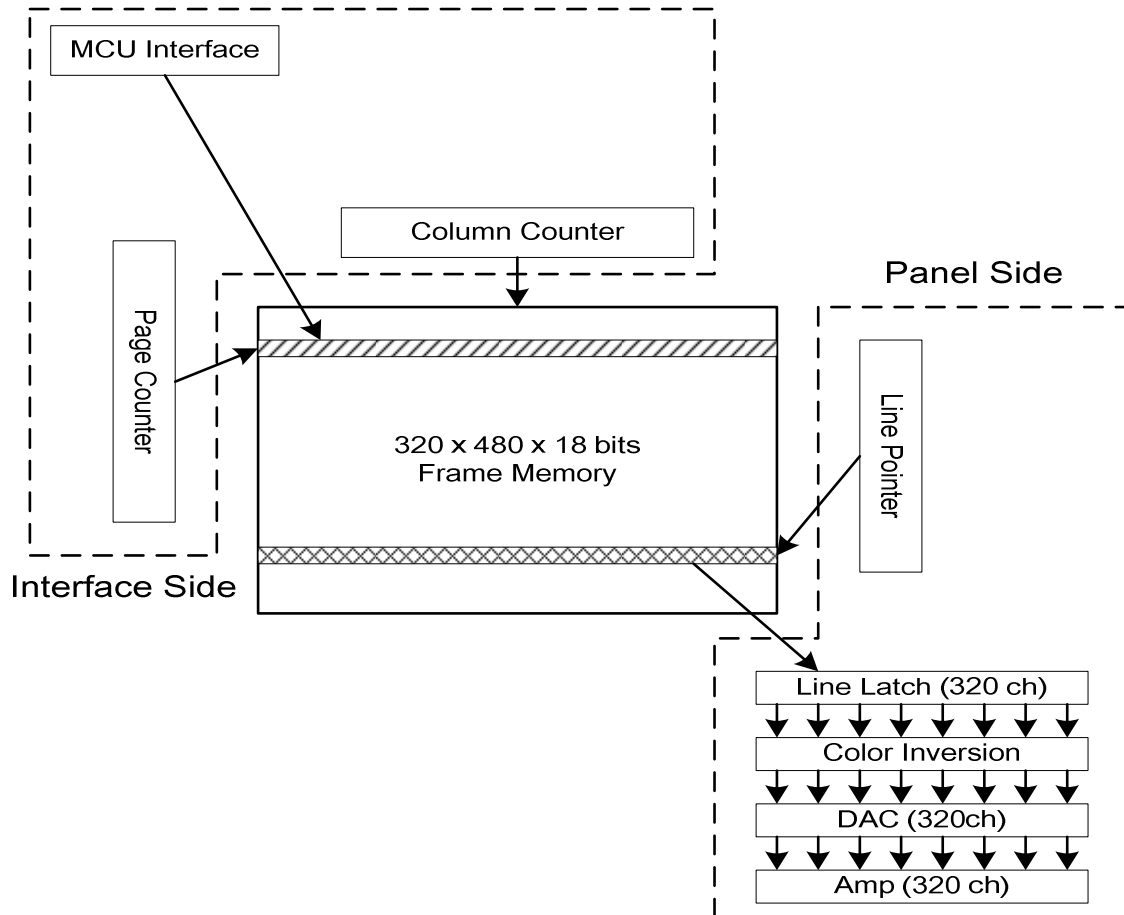 MCU Interface
Column Counter
Panel Side
Page Counter
Line Pointer
320 x 480 x 18 bits
Frame Memory
Interface Side
Line Latch (320 ch)
Color Inversion
DAC (320ch)
Amp (320 ch)